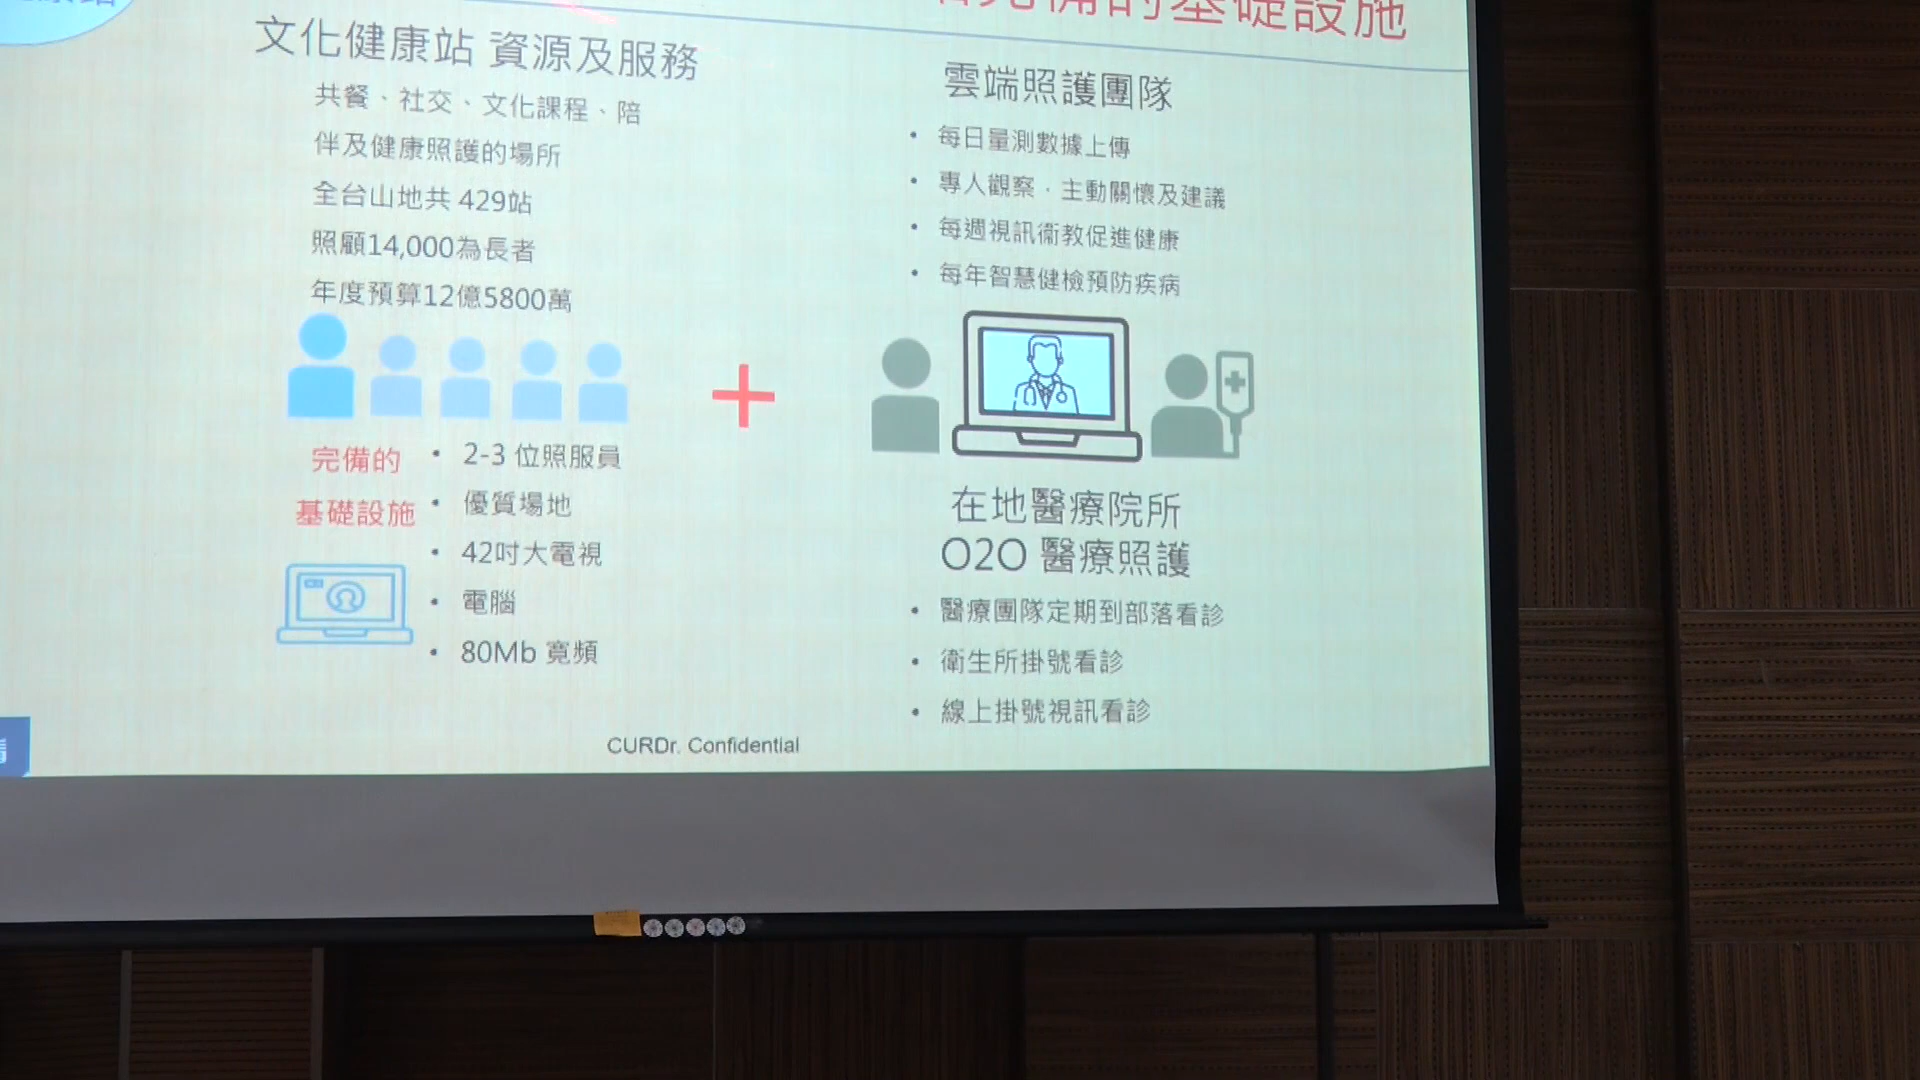 完備的基礎設施
文化健康站 資源及服務
共餐、社交、文化課程、陪
伴及健康照護的場所
全台山地共 429站
照顧14,000為長者
年度預算12億5800萬
完備的
基礎設施
• 2-3 位照服員
• 優質場地
• 42吋大電視
• 電腦
• 80Mb 寬頻
雲端照護團隊
• 每日量測數據上傳
• 專人觀察．主動關懷及建議
• 每週視訊衛教促進健康
• 每年智慧健檢預防疾病
在地醫療院所
O2O 醫療照護
• 醫療團隊定期到部落看診
• 衛生所掛號看診
• 線上掛號視訊看診
CURDr. Confidential